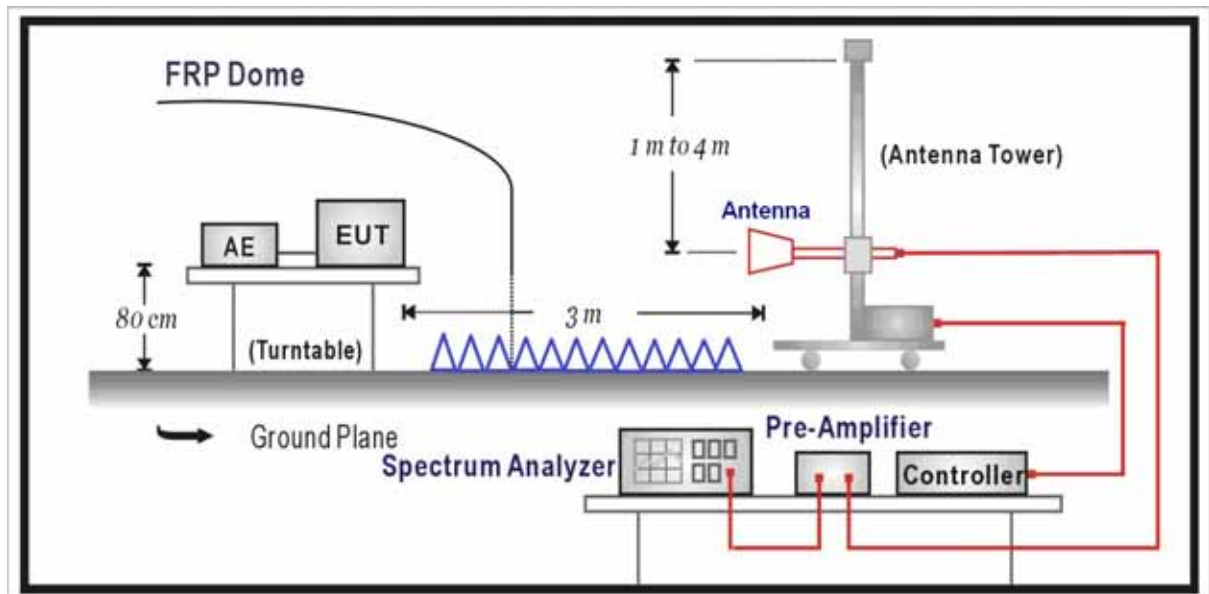 FRP Dome
1 m to 4 m
(Antenna Tower)
Antenna
AE
EUT
80 cm
3 m
(Turntable)
Ground Plane
Pre-Amplifier
Spectrum Analyzer
Controller